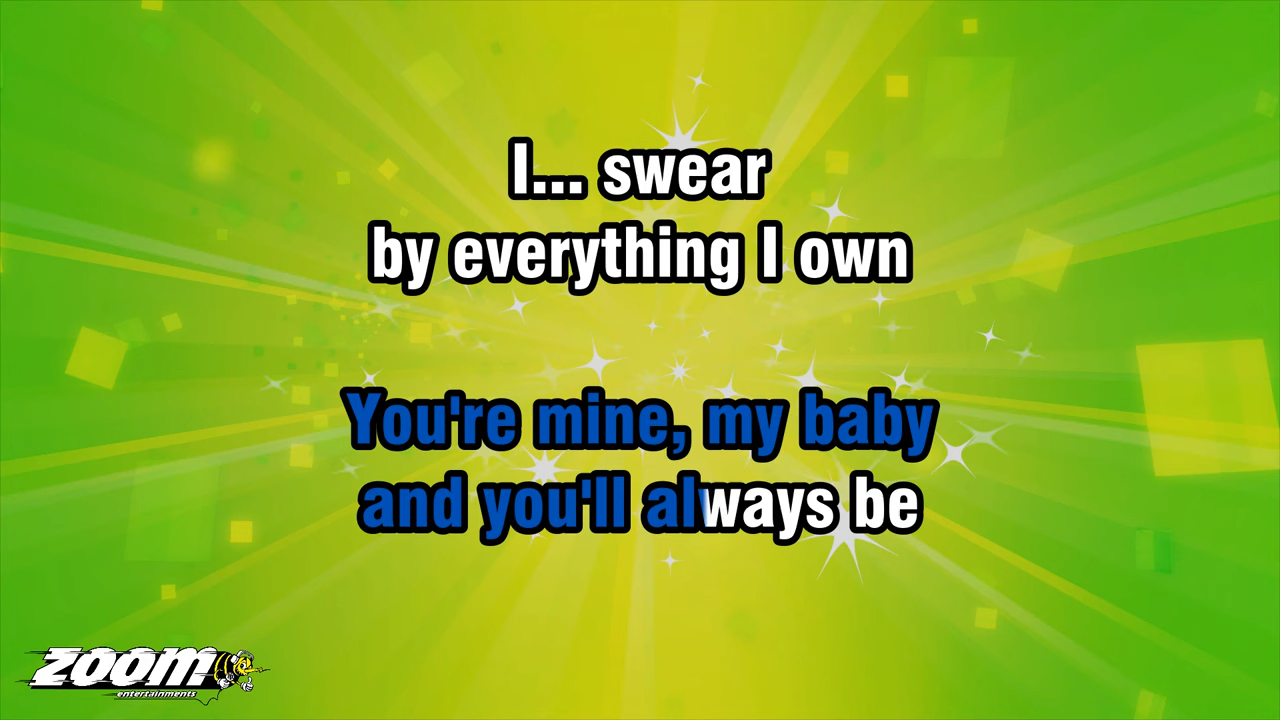 I... swear
by everything I own
You're mine, my baby
and you'll always be
zoom
entertainments